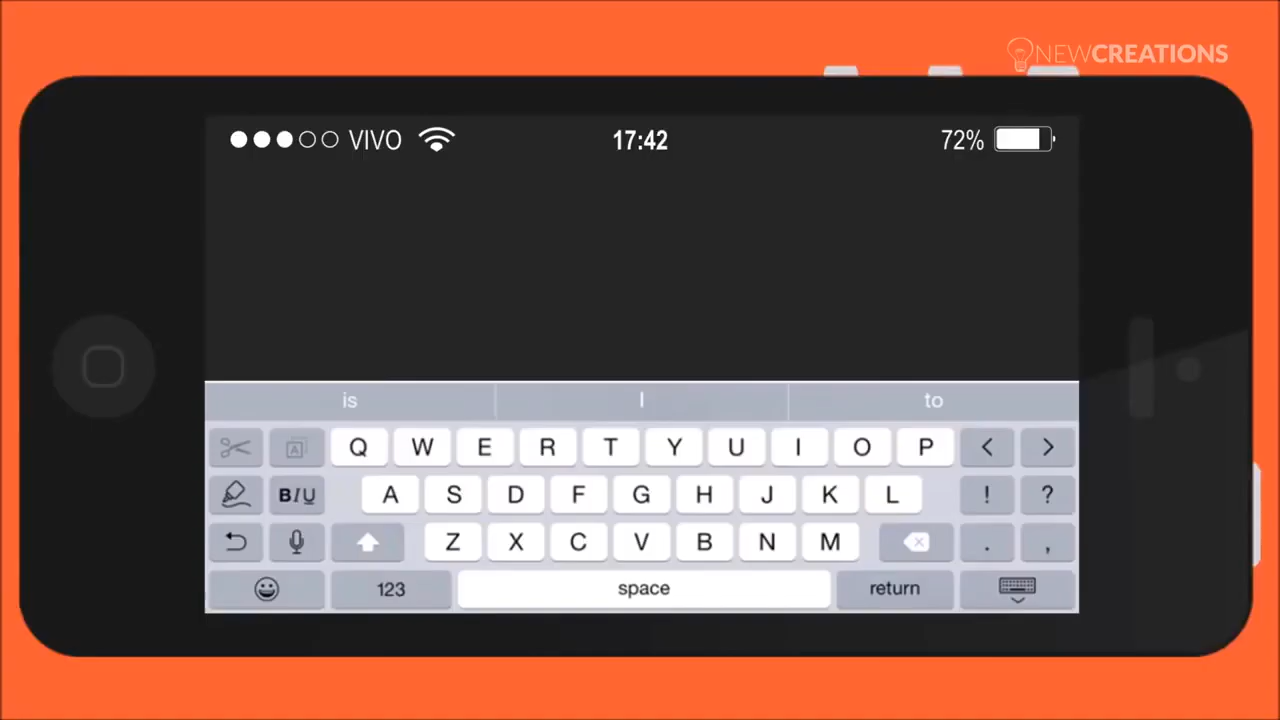 NEWCREATIONS
VIVO 17:42 72%
is I to
A Q W E R T Y U I O P < >
B I U A S D F G H J K L ! ?
Z X C V B N M . ,
123 space return